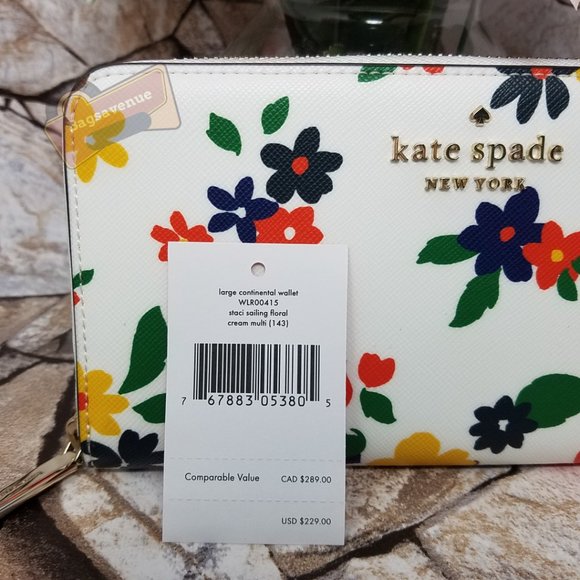 Bagsavenue
kate spade
NEW YORK
large continental wallet
WLR00415
staci sailing floral
cream multi (143)
7 67883 05380 5
Comparable Value CAD $289.00
USD $229.00